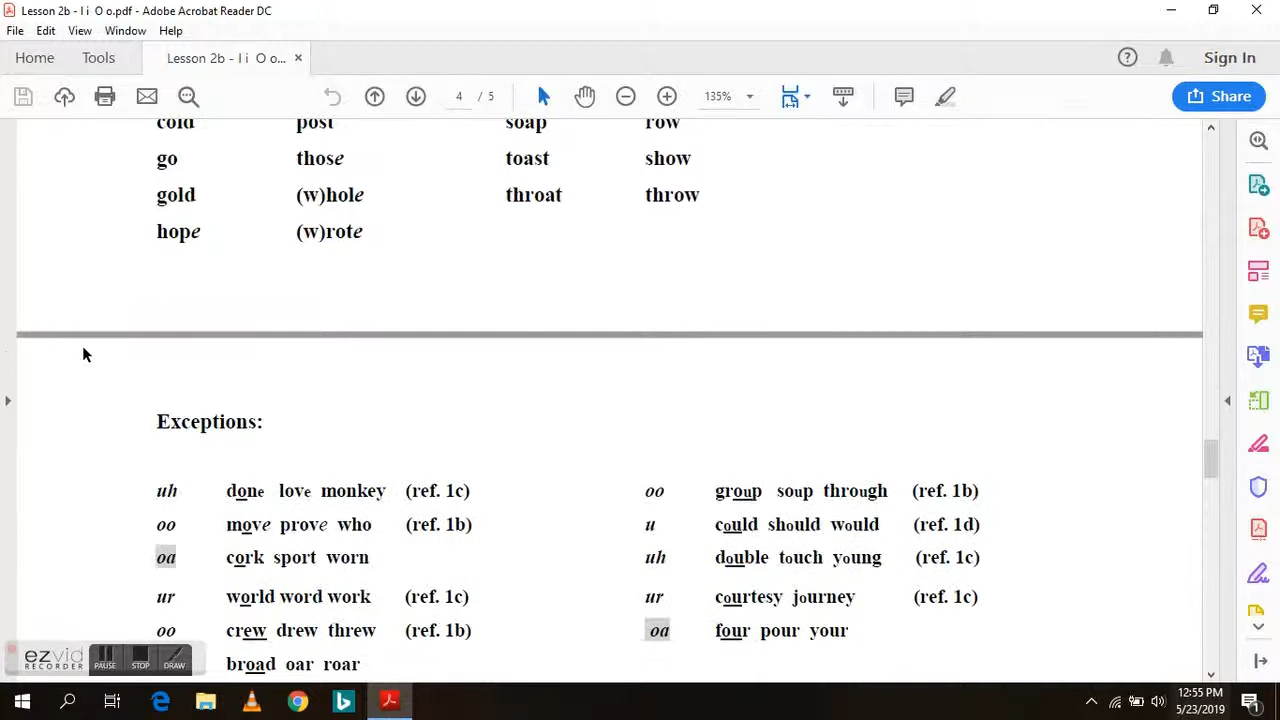 Lesson 2b - I i  O o.pdf - Adobe Acrobat Reader DC
File Edit View Window Help
Home Tools Lesson 2b - I i  O o... × Sign In
4 / 5 135% Share
cold post soap row
go those toast show
gold (w)hole throat throw
hope (w)rote
Exceptions:
uh done love monkey (ref. 1c) oo group soup through (ref. 1b)
oo move prove who (ref. 1b) u could should would (ref. 1d)
oa cork sport worn uh double touch young (ref. 1c)
ur world word work (ref. 1c) ur courtesy journey (ref. 1c)
oo crew drew threw (ref. 1b) oa four pour your
broad oar roar
ezvid
RECORDER
PAUSE STOP DRAW
12:55 PM
5/23/2019
1